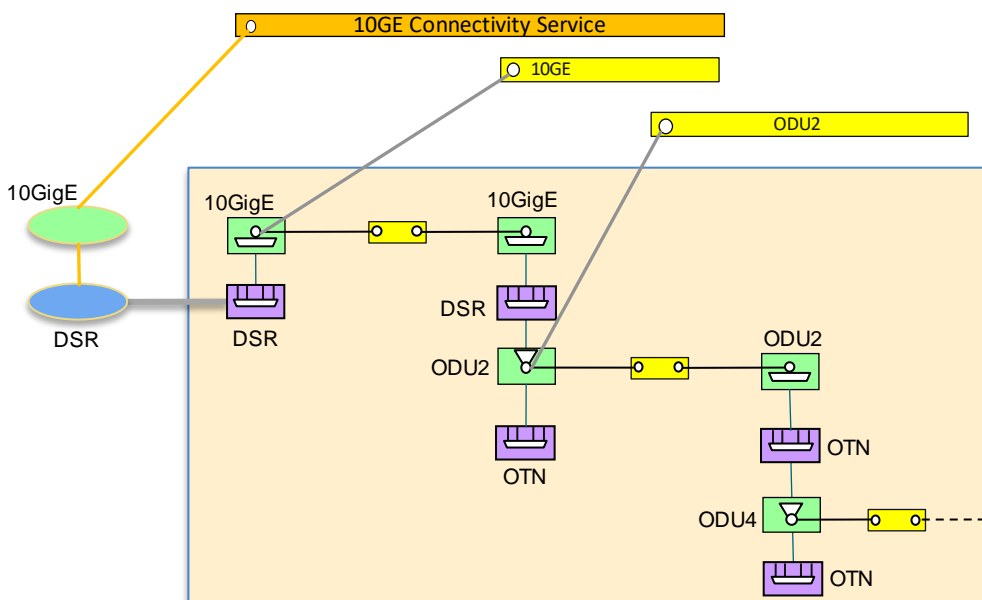 10GE Connectivity Service
10GE
ODU2
10GigE
10GigE
10GigE
DSR
DSR
DSR
ODU2
ODU2
OTN
OTN
ODU4
OTN